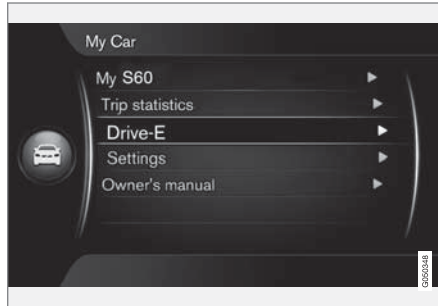 My Car
My S60
Trip statistics
Drive-E
Settings
Owner's manual
G050348